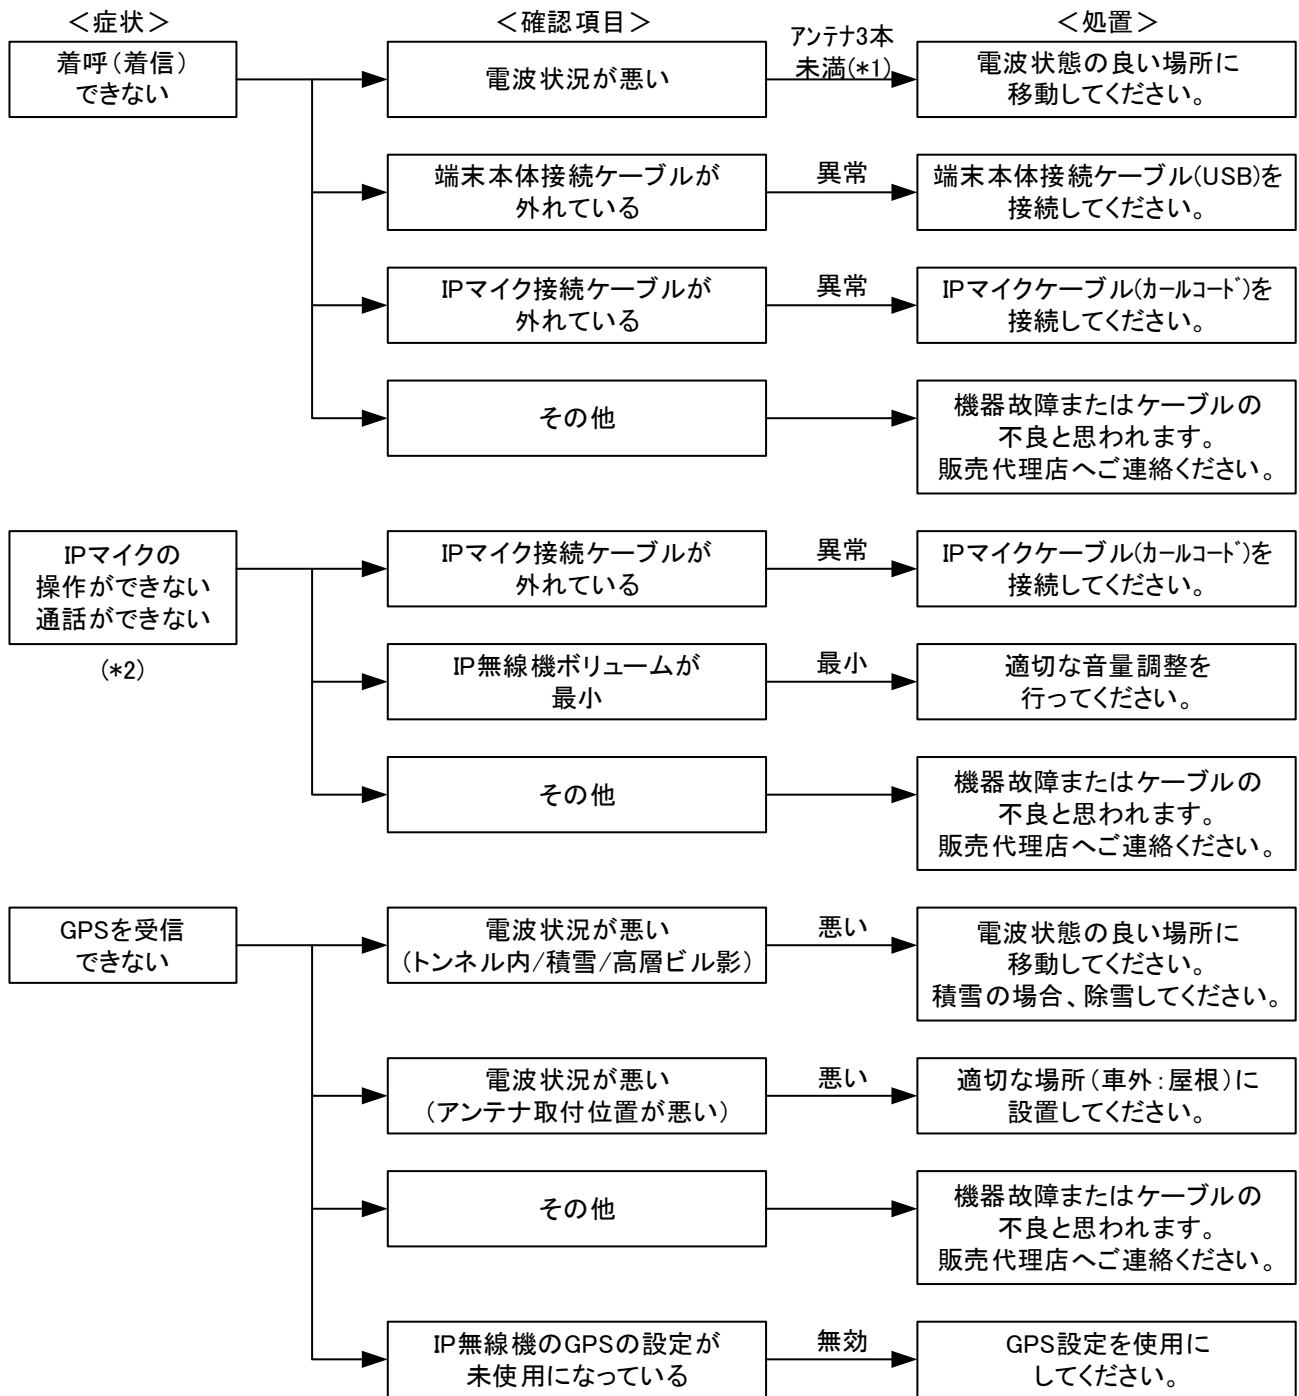 ＜症状＞
＜確認項目＞
＜処置＞
着呼（着信）
できない
電波状況が悪い
ｱﾝﾃﾅ3本
未満(*1)
電波状態の良い場所に
移動してください。
端末本体接続ケーブルが
外れている
異常
端末本体接続ケーブル(USB)を
接続してください。
IPマイク接続ケーブルが
外れている
異常
IPマイクケーブル(ｶｰﾙｺｰﾄﾞ)を
接続してください。
その他
機器故障またはケーブルの
不良と思われます。
販売代理店へご連絡ください。
IPマイクの
操作ができない
通話ができない
(*2)
IPマイク接続ケーブルが
外れている
異常
IPマイクケーブル(ｶｰﾙｺｰﾄﾞ)を
接続してください。
IP無線機ボリュームが
最小
最小
適切な音量調整を
行ってください。
その他
機器故障またはケーブルの
不良と思われます。
販売代理店へご連絡ください。
GPSを受信
できない
電波状況が悪い
(トンネル内/積雪/高層ビル影)
悪い
電波状態の良い場所に
移動してください。
積雪の場合、除雪してください。
電波状況が悪い
（アンテナ取付位置が悪い）
悪い
適切な場所（車外：屋根）に
設置してください。
その他
機器故障またはケーブルの
不良と思われます。
販売代理店へご連絡ください。
IP無線機のGPSの設定が
未使用になっている
無効
GPS設定を使用に
してください。